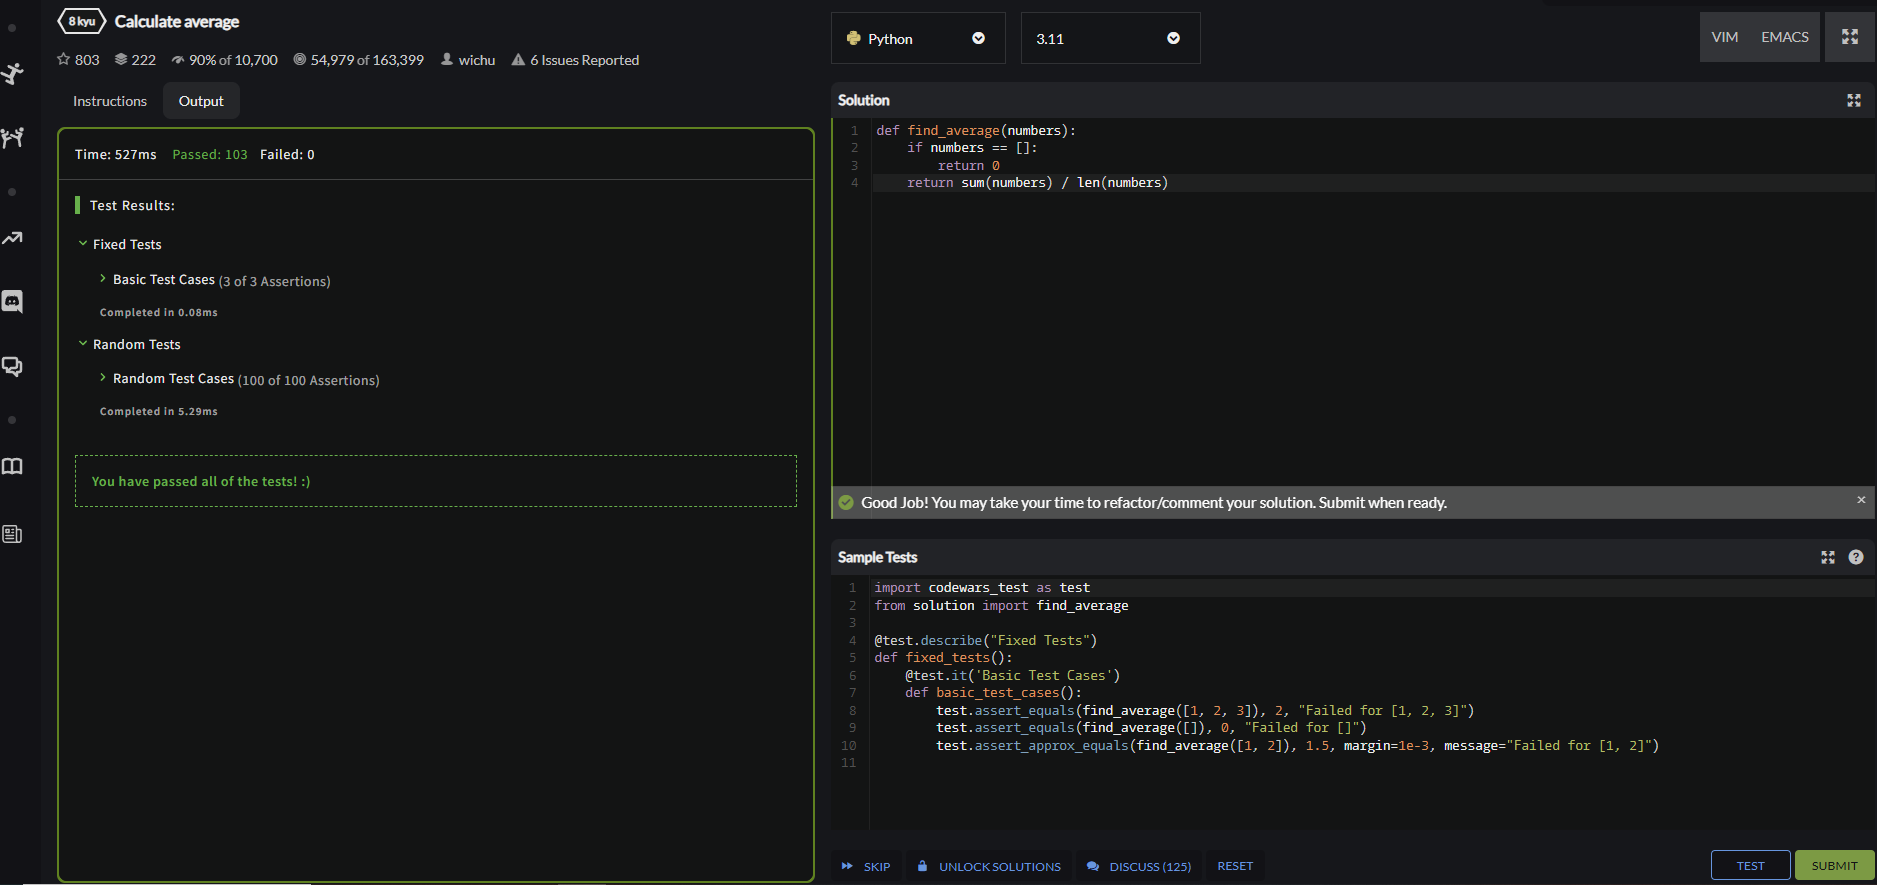 8 kyu Calculate average
803 222 90% of 10,700 54,979 of 163,399 wichu 6 Issues Reported
Instructions Output
Time: 527ms Passed: 103 Failed: 0
Test Results:
Fixed Tests
Basic Test Cases (3 of 3 Assertions)
Completed in 0.08ms
Random Tests
Random Test Cases (100 of 100 Assertions)
Completed in 5.29ms
You have passed all of the tests! :)
Python 3.11 VIM EMACS
Solution
1 def find_average(numbers):
2     if numbers == []:
3         return 0
4     return sum(numbers) / len(numbers)
Good Job! You may take your time to refactor/comment your solution. Submit when ready. ×
Sample Tests ?
1 import codewars_test as test
2 from solution import find_average
3
4 @test.describe("Fixed Tests")
5 def fixed_tests():
6     @test.it('Basic Test Cases')
7     def basic_test_cases():
8         test.assert_equals(find_average([1, 2, 3]), 2, "Failed for [1, 2, 3]")
9         test.assert_equals(find_average([]), 0, "Failed for []")
10         test.assert_approx_equals(find_average([1, 2]), 1.5, margin=1e-3, message="Failed for [1, 2]")
11
SKIP UNLOCK SOLUTIONS DISCUSS (125) RESET TEST SUBMIT